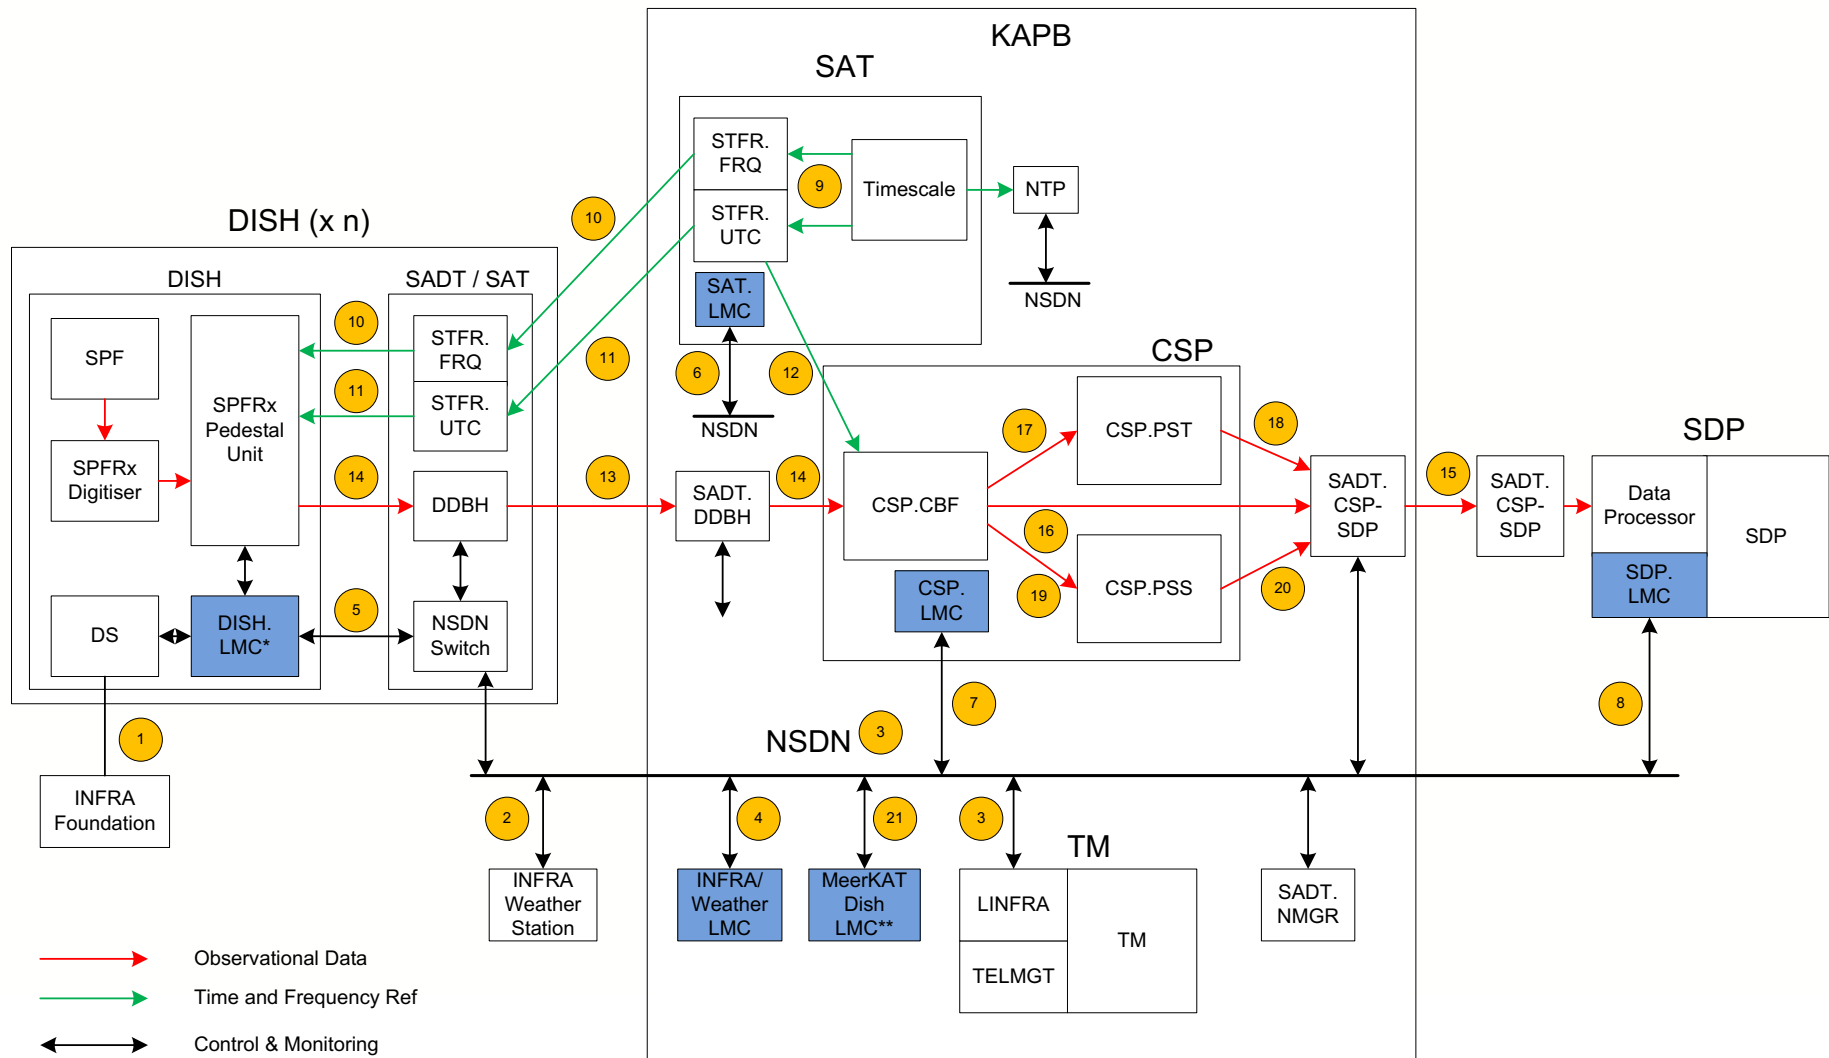 KAPB
SAT
STFR.
FRQ
9
Timescale
NTP
STFR.
UTC
NSDN
SAT.
LMC
6
NSDN
12
10
11
DISH (x n)
DISH
SADT / SAT
SPF
10
STFR.
FRQ
11
STFR.
UTC
SPFRx
Pedestal
Unit
SPFRx
Digitiser
14
DDBH
13
SADT.
DDBH
14
DS
DISH.
LMC*
5
NSDN
Switch
1
INFRA
Foundation
CSP
CSP.CBF
17
CSP.PST
18
16
19
CSP.PSS
20
CSP.
LMC
7
SADT.
CSP-
SDP
15
SADT.
CSP-
SDP
SDP
Data
Processor
SDP
SDP.
LMC
8
NSDN
3
2
INFRA
Weather
Station
4
INFRA/
Weather
LMC
21
MeerKAT
Dish
LMC**
3
TM
LINFRA
TELMGT
TM
SADT.
NMGR
Observational Data
Time and Frequency Ref
Control & Monitoring